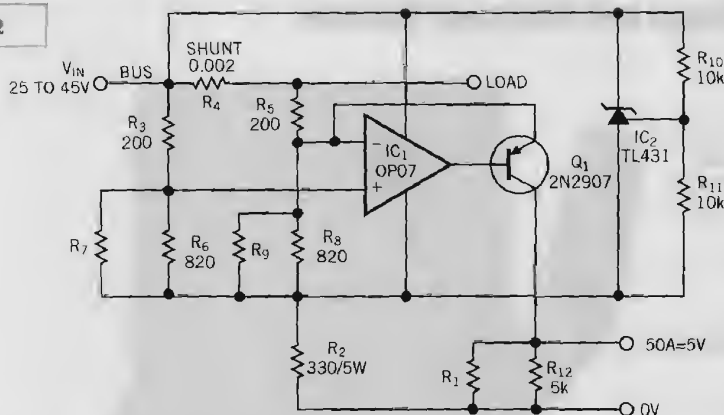 2
SHUNT
0.002
R4
VIN
25 TO 45V
BUS
LOAD
R3
200
R5
200
R10
10k
IC2
TL431
−
+
IC1
OP07
Q1
2N2907
R11
10k
R7
R6
820
R9
R8
820
R2
330/5W
R1
R12
5k
50A=5V
0V